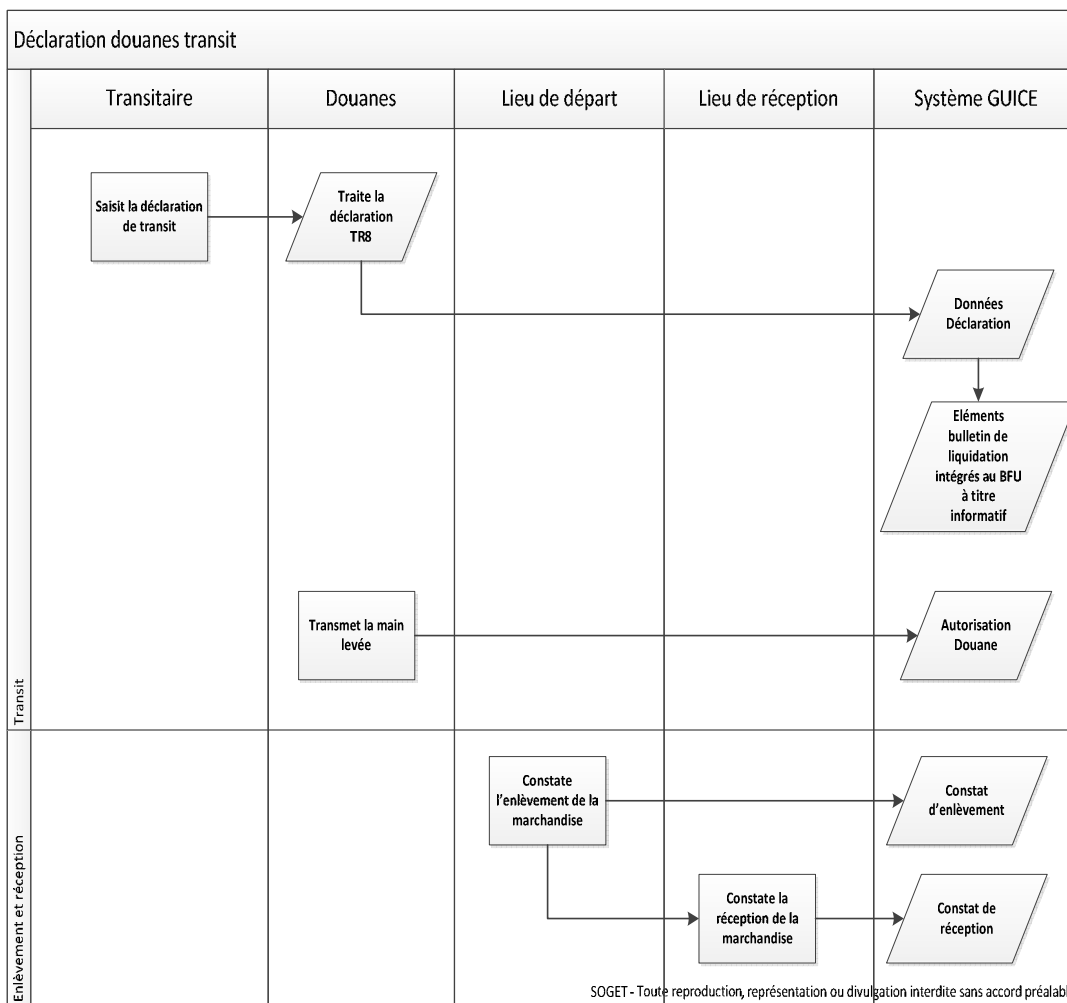 Déclaration douanes transit
Transitaire
Douanes
Lieu de départ
Lieu de réception
Système GUICE
Saisit la déclaration
de transit
Traite la
déclaration
TR8
Données
Déclaration
Eléments
bulletin de
liquidation
intégrés au BFU
à titre
informatif
Transmet la main
levée
Autorisation
Douane
Transit
Constate
l'enlèvement de la
marchandise
Constat
d'enlèvement
Constate la
réception de la
marchandise
Constat de
réception
Enlèvement et réception
SOGET - Toute reproduction, représentation ou divulgation interdite sans accord préalabl